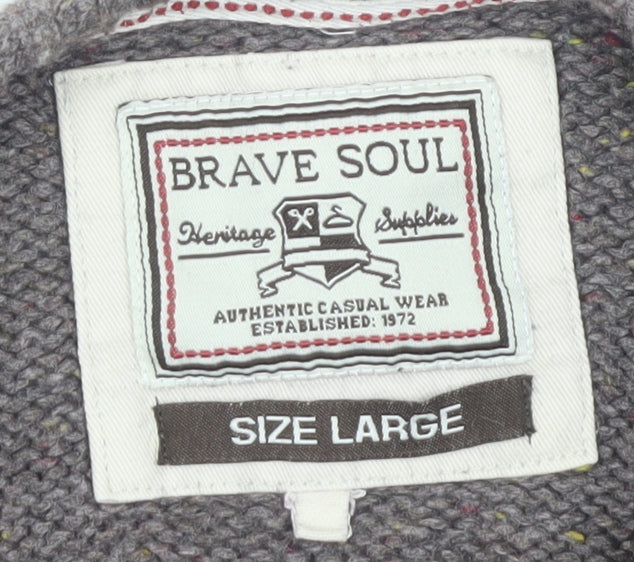 BRAVE SOUL
Heritage Supplies
AUTHENTIC CASUAL WEAR
ESTABLISHED: 1972
SIZE LARGE